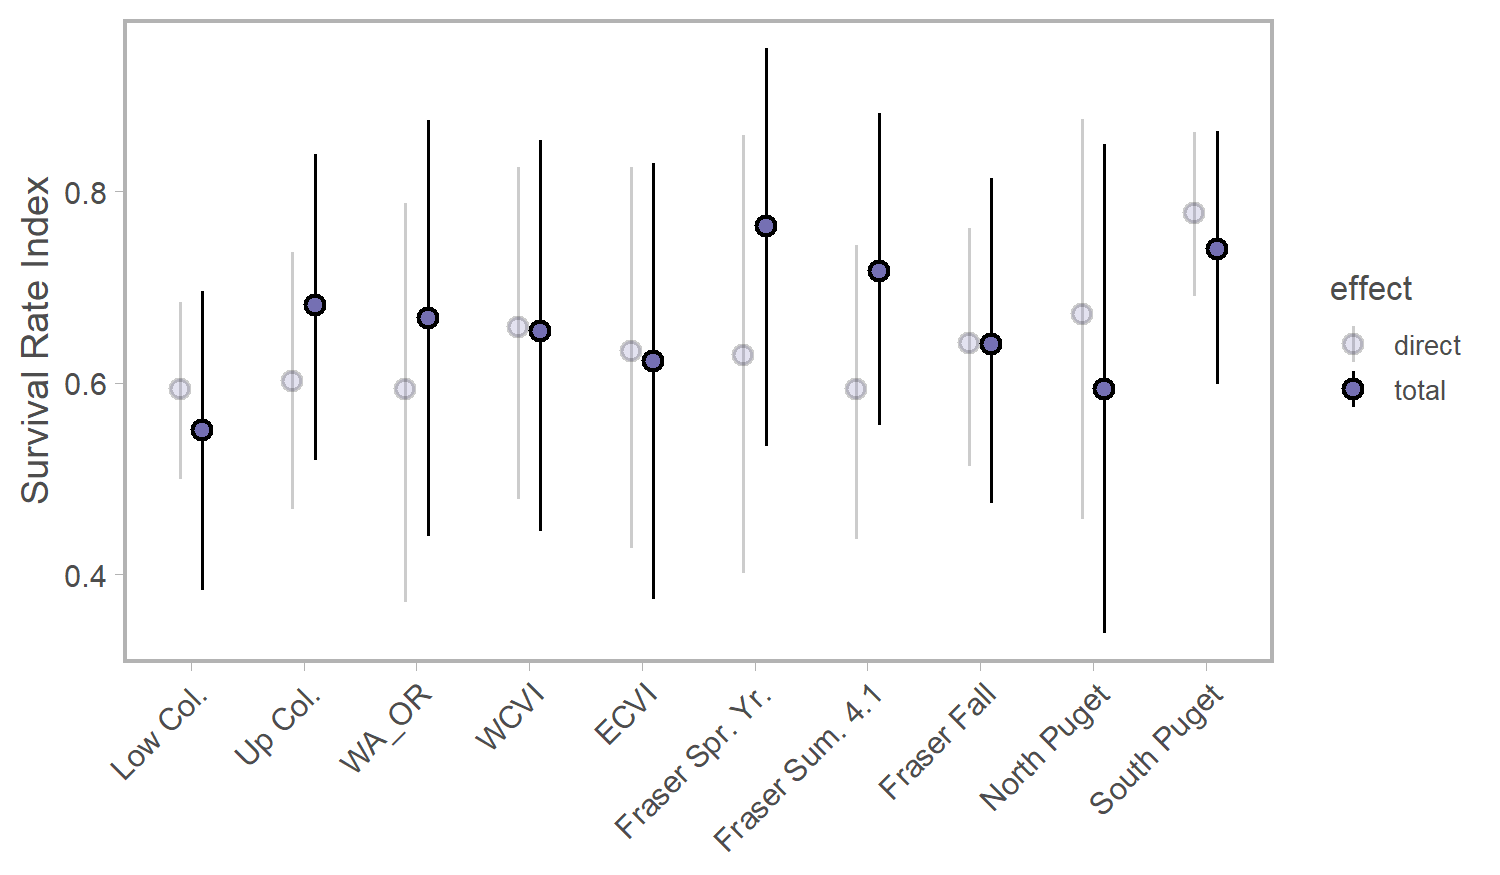 Survival Rate Index
0.8
0.6
0.4
Low Col.
Up Col.
WA_OR
WCVI
ECVI
Fraser Spr. Yr.
Fraser Sum. 4.1
Fraser Fall
North Puget
South Puget
effect
direct
total